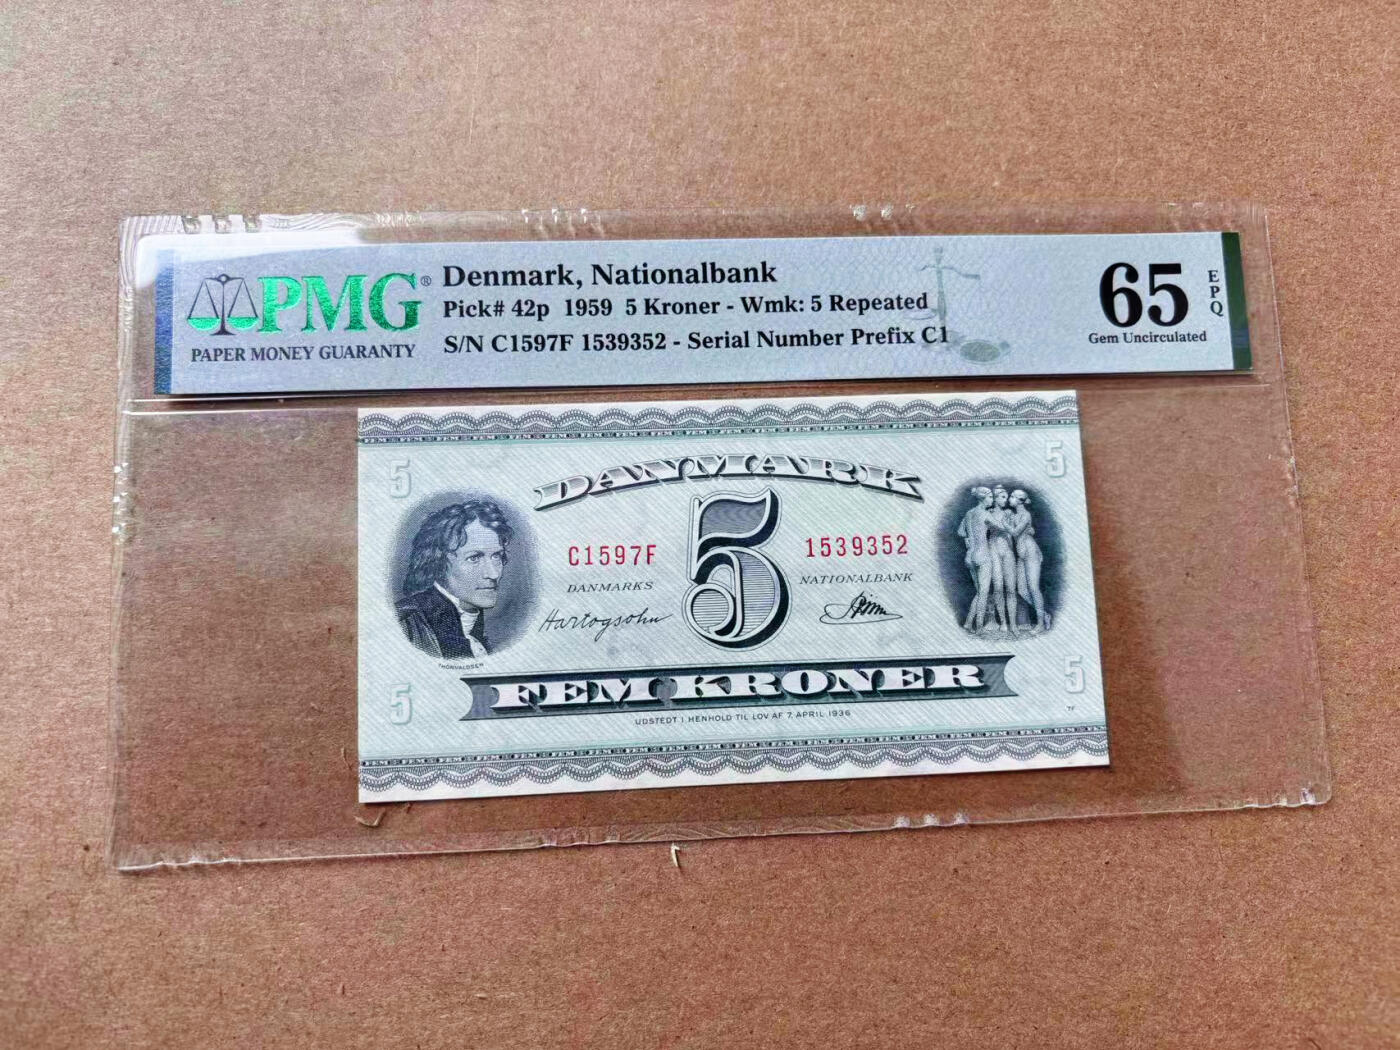 PMG®
PAPER MONEY GUARANTY
Denmark, Nationalbank
Pick# 42p 1959 5 Kroner - Wmk: 5 Repeated
S/N C1597F 1539352 - Serial Number Prefix C1
65 EPQ
Gem Uncirculated
5 5
DANMARK
5
C1597F 1539352
DANMARKS NATIONALBANK
Hartogsohn
THORVALDSEN
FEM KRONER
5 5
UDSTEDT I HENHOLD TIL LOV AF 7. APRIL 1936
7F